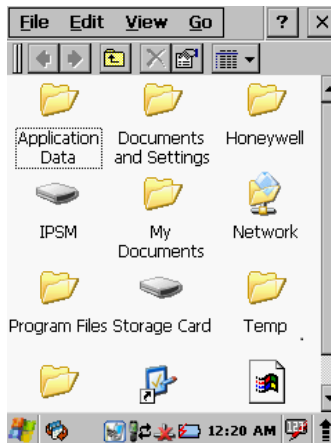 File Edit View Go ? ×
Application Data
Documents and Settings
Honeywell
IPSM
My Documents
Network
Program Files
Storage Card
Temp
12:20 AM
123